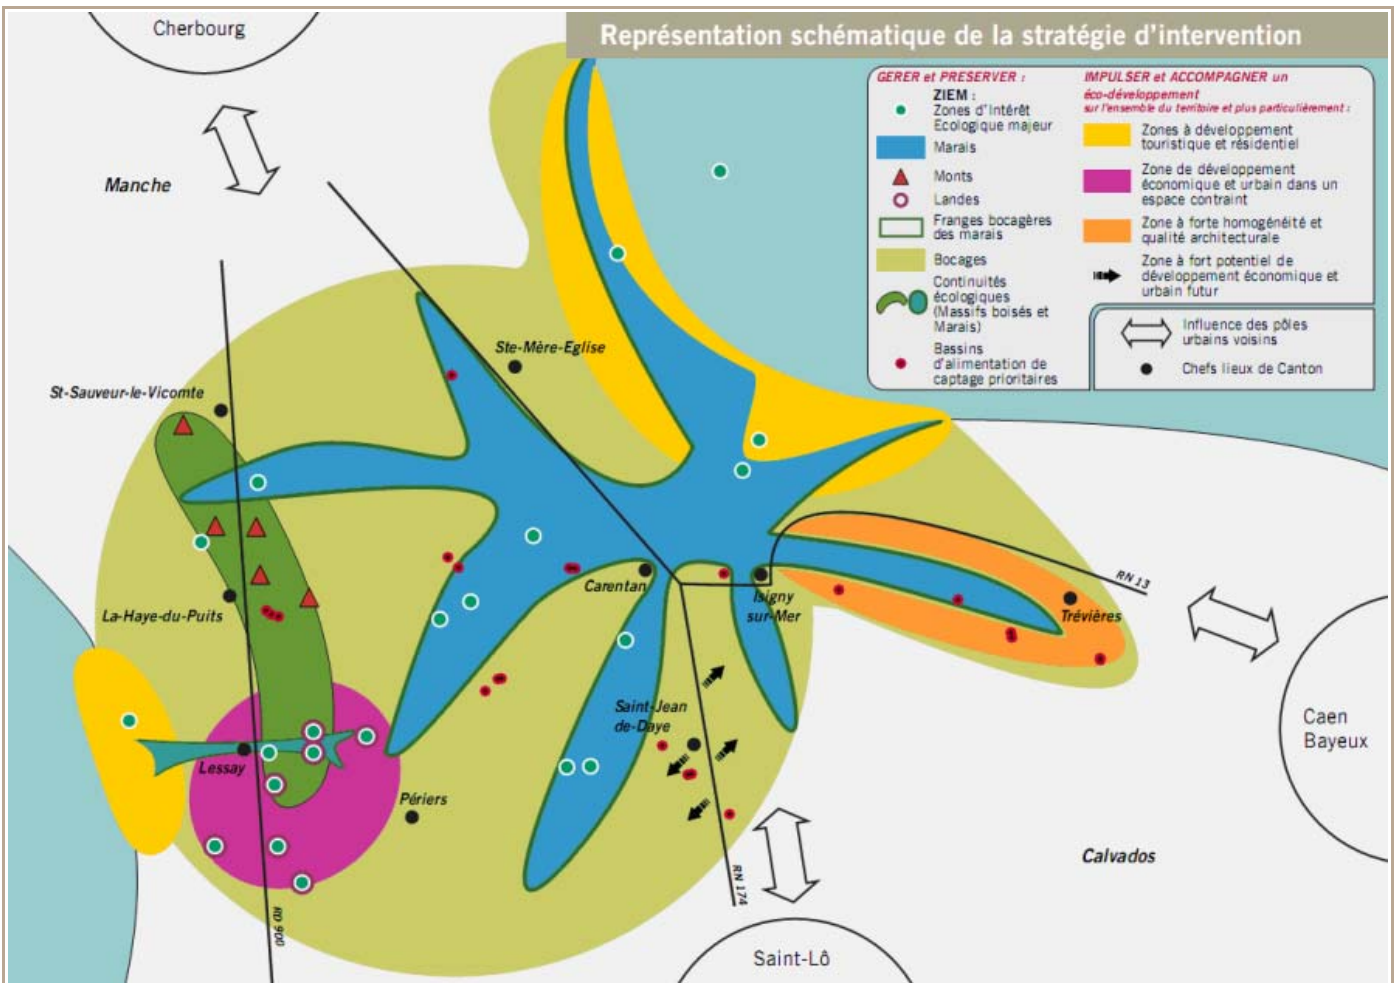 Représentation schématique de la stratégie d'intervention
Cherbourg
Manche
GERER et PRESERVER :
ZIEM :
Zones d'Intérêt
Ecologique majeur
Marais
Monts
Landes
Franges bocagères
des marais
Bocages
Continuités
écologiques
(Massifs boisés et
Marais)
Bassins
d'alimentation de
captage prioritaires
IMPULSER et ACCOMPAGNER un
éco-développement
sur l'ensemble du territoire et plus particulièrement :
Zones à développement
touristique et résidentiel
Zone de développement
économique et urbain dans un
espace contraint
Zone à forte homogénéité et
qualité architecturale
Zone à fort potentiel de
développement économique et
urbain futur
Influence des pôles
urbains voisins
Chefs lieux de Canton
Ste-Mère-Eglise
St-Sauveur-le-Vicomte
Carentan
Isigny
sur-Mer
RN 13
Trévières
La-Haye-du-Puits
Saint-Jean
de-Daye
Lessay
Périers
Caen
Bayeux
Calvados
RN 174
RD 900
Saint-Lô